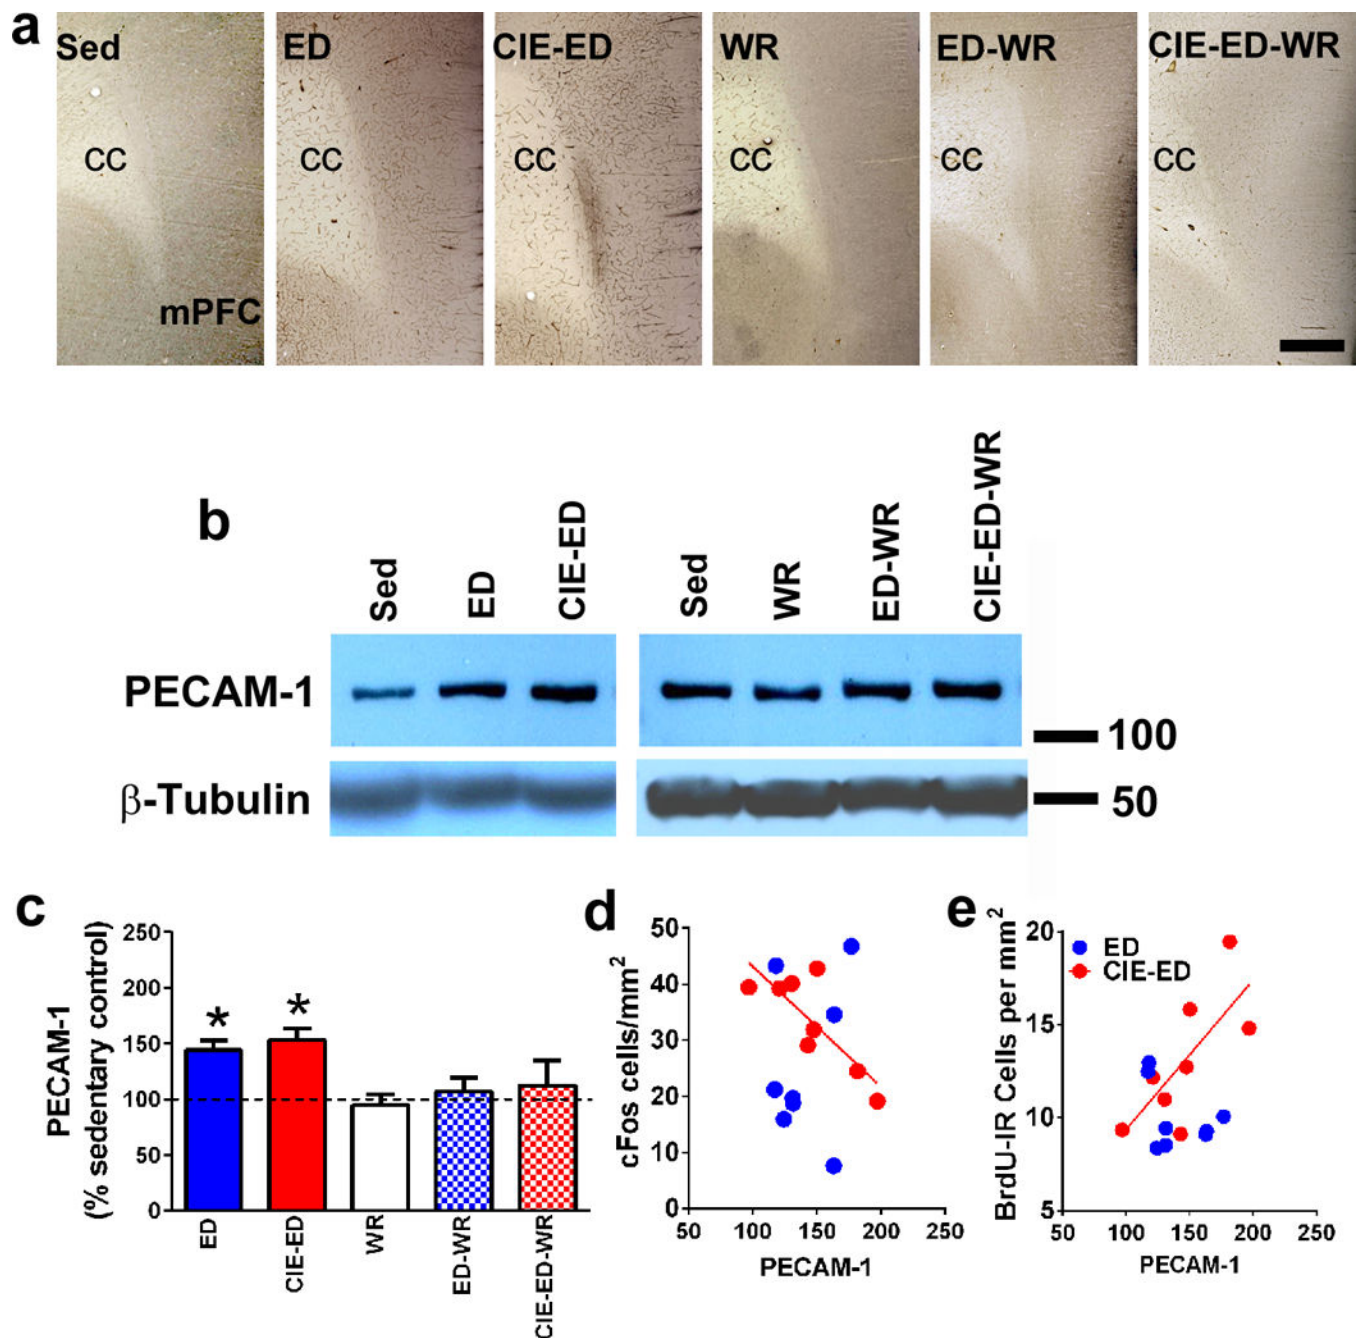 a
Sed
ED
CIE-ED
WR
ED-WR
CIE-ED-WR
CC
CC
CC
CC
CC
CC
mPFC
b
Sed
ED
CIE-ED
Sed
WR
ED-WR
CIE-ED-WR
PECAM-1
100
β-Tubulin
50
c
PECAM-1
(% sedentary control)
250
200
150
100
50
0
*
*
ED
CIE-ED
WR
ED-WR
CIE-ED-WR
d
cFos cells/mm²
50
40
30
20
10
0
50
100
150
200
250
PECAM-1
e
BrdU-IR Cells per mm²
20
15
10
5
ED
CIE-ED
50
100
150
200
250
PECAM-1